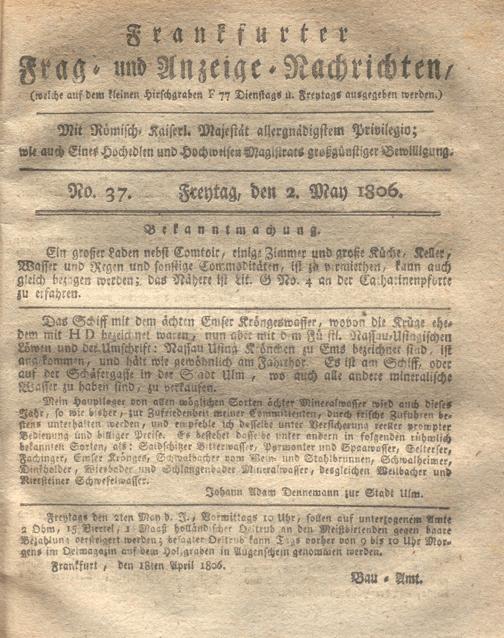 Frankfurter
Frag- und Anzeige-Nachrichten,
(welche auf dem kleinen Hirschgraben F 77 Dienstags u. Freytags ausgegeben werden.)
Mit Römisch-Kaiserl. Majestät allergnädigstem Privilegio;
wie auch Eines Hochedlen und Hochweisen Magistrats großgünstiger Bewilligung.
No. 37. Freytag, den 2. May 1806.
Bekanntmachung.
Ein großer Laden nebst Comtoir, einige Zimmer und große Küche, Keller,
Wasser und Regen und sonstige Commoditäten, ist zu vermiethen, kann auch
gleich bezogen werden; das Nähere ist Lit. G No. 4 an der Catharinenpforte
zu erfahren.
Das Schiff mit dem ächten Emser Kröngeswasser, wovon die Krüge ehe-
dem mit H D bezeichnet waren, nun aber mit dem Fürstl. Nassau-Usingischen
Löwen und der Umschrift: Nassau Using Krönchen zu Ems bezeichnet sind, ist
angekommen, und hält wie gewöhnlich am Fahrthor. Es ist am Schiff, oder
auf der Schäfergasse in der Stadt Ulm, wo auch alle andere mineralische
Wasser zu haben sind, zu verkaufen.
Mein Hauptlager von allen möglichen Sorten ächter Mineralwasser wird auch dieses
Jahr, so wie bisher, zur Zufriedenheit meiner Committenten, durch frische Zufuhren be-
stens unterhalten werden, und empfehle ich desselbe unter Versicherung reeller prompter
Bedienung und billiger Preise. Es bestehet dasselbe unter andern in folgenden rühmlich
bekannten Sorten, als: Saidschitzer Bitterwasser, Pyrmonter und Spaawasser, Selterser,
Fachinger, Emser Krönges, Schwalbacher von Wein- und Stahlbrunnen, Schwalheimer,
Dinkholder, Wiesbader und Schlangenbader Mineralwasser, desgleichen Weilbacher und
Niersteiner Schwefelwasser.
Johann Adam Dennemann zur Stadt Ulm.
Freytags den 2ten May d. J., Vormittags 10 Uhr, sollen auf unterzogenem Amte
2 Ohm, 15 Viertel, 1 Maaß holländischer Oeltrub an den Meistbietenden gegen baare
Bezahlung versteigert werden; besagter Oeltrub kann Tags vorher von 9 bis 10 Uhr Mor-
gens im Oelmagazin auf dem Holzgraben in Augenschein genommen werden.
Frankfurt, den 18ten April 1806.
Bau-Amt.